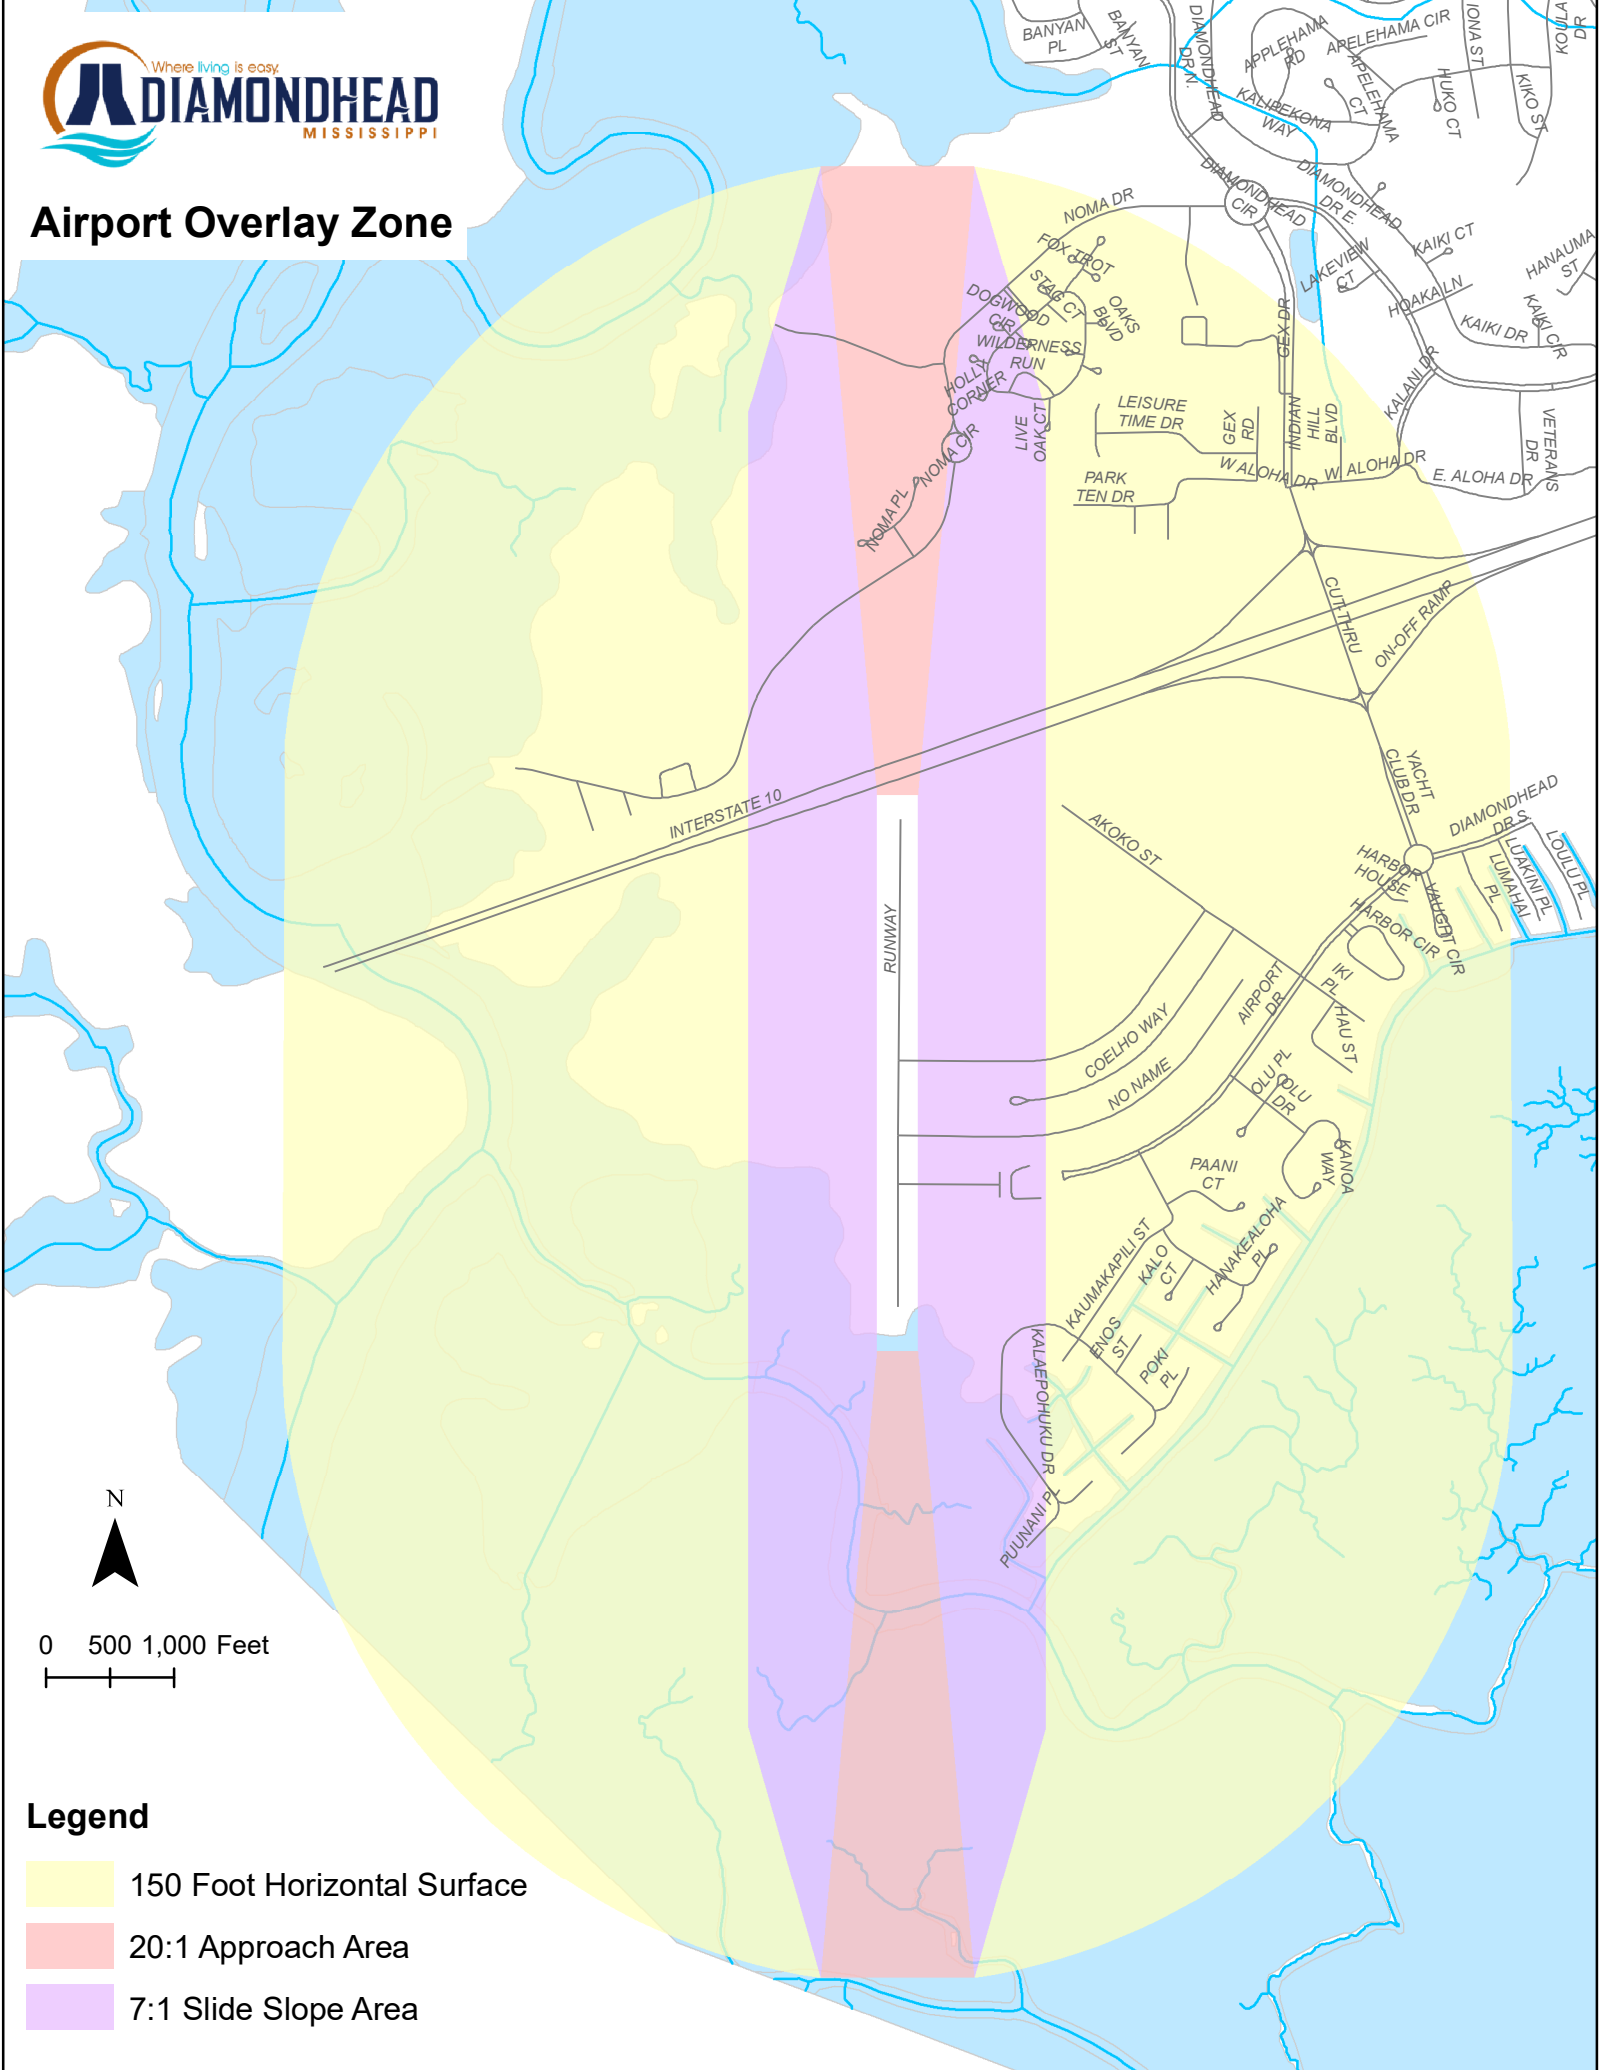 Where living is easy.
DIAMONDHEAD
MISSISSIPPI
Airport Overlay Zone
BANYAN
PL
BANYAN
ST
DIAMONDHEAD
DR N.
APPLEHAMA
RD
APELEHAMA CIR
APELEHAMA
CT
IONA ST
KOULA
DR
HUKO CT
KIKO ST
KALIPEKONA
WAY
DIAMONDHEAD
CIR
DIAMONDHEAD
DR E.
NOMA DR
FOX TROT
STAG CT
DOGWOOD
CIR
OAKS
BLVD
WILDERNESS
RUN
HOLLY
CORNER
LIVE
OAK CT
NOMA CIR
NOMA PL
LAKEVIEW
CT
KAIKI CT
HANAUMA
ST
HOAKA LN
KAIKI DR
KAIKI CIR
KALANI DR
GEX DR
LEISURE
TIME DR
GEX
RD
INDIAN
HILL
BLVD
VETERANS
DR
PARK
TEN DR
W ALOHA DR
W. ALOHA DR
E. ALOHA DR
CUT-THRU
ON-OFF RAMP
INTERSTATE 10
YACHT
CLUB DR
DIAMONDHEAD
DR S
AKOKO ST
HARBOR
HOUSE
LUMAHAI
PL
LUAKINI PL
LOULU PL
VAUGHT CIR
HARBOR CIR
RUNWAY
IKI
PL
AIRPORT
DR
HAU ST
COELHO WAY
NO NAME
OLU PL
OLU
DR
KANOA
WAY
PAANI
CT
KAUMAKAPILI ST
KALO
CT
HANAKEALOHA
PL
ENOS
ST
POKI
PL
KALAEPOHUKU DR
PUUNANI PL
N
0 500 1,000 Feet
Legend
150 Foot Horizontal Surface
20:1 Approach Area
7:1 Slide Slope Area